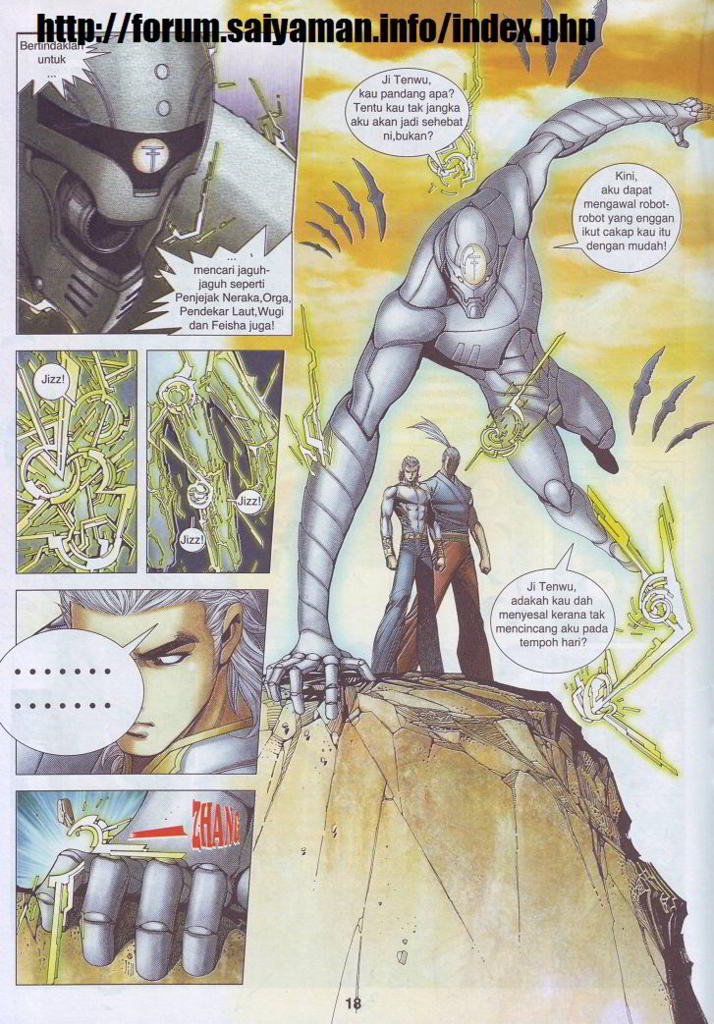 http://forum.saiyaman.info/index.php
Bertindaklah
untuk
...
...
mencari jaguh-
jaguh seperti
Penjejak Neraka,Orga,
Pendekar Laut,Wugi
dan Feisha juga!
Ji Tenwu,
kau pandang apa?
Tentu kau tak jangka
aku akan jadi sehebat
ni,bukan?
Kini,
aku dapat
mengawal robot-
robot yang enggan
ikut cakap kau itu
dengan mudah!
Jizz!
Jizz!
Jizz!
Ji Tenwu,
adakah kau dah
menyesal kerana tak
mencincang aku pada
tempoh hari?
.......
.......
ZHANG
18